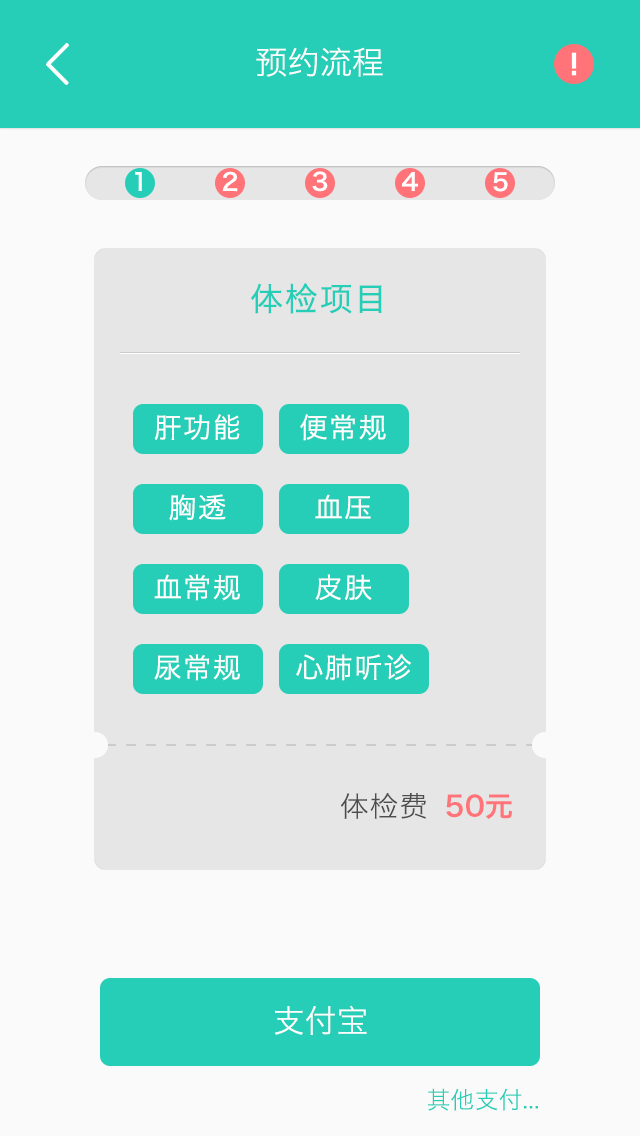 预约流程 !
1 2 3 4 5
体检项目
肝功能 便常规
胸透 血压
血常规 皮肤
尿常规 心肺听诊
体检费 50元
支付宝
其他支付...